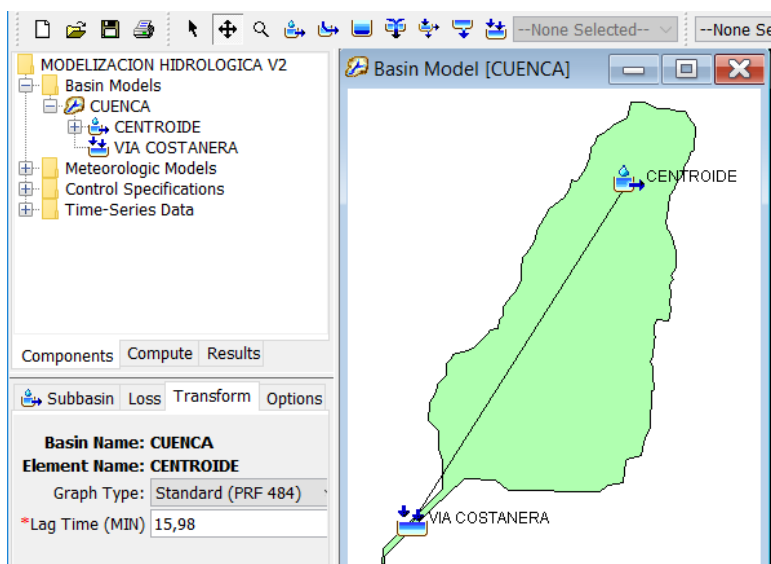 --None Selected--
--None Se
MODELIZACION HIDROLOGICA V2
Basin Models
CUENCA
CENTROIDE
VIA COSTANERA
Meteorologic Models
Control Specifications
Time-Series Data
Components Compute Results
Subbasin Loss Transform Options
Basin Name: CUENCA
Element Name: CENTROIDE
Graph Type: Standard (PRF 484)
*Lag Time (MIN) 15,98
Basin Model [CUENCA]
CENTROIDE
VIA COSTANERA